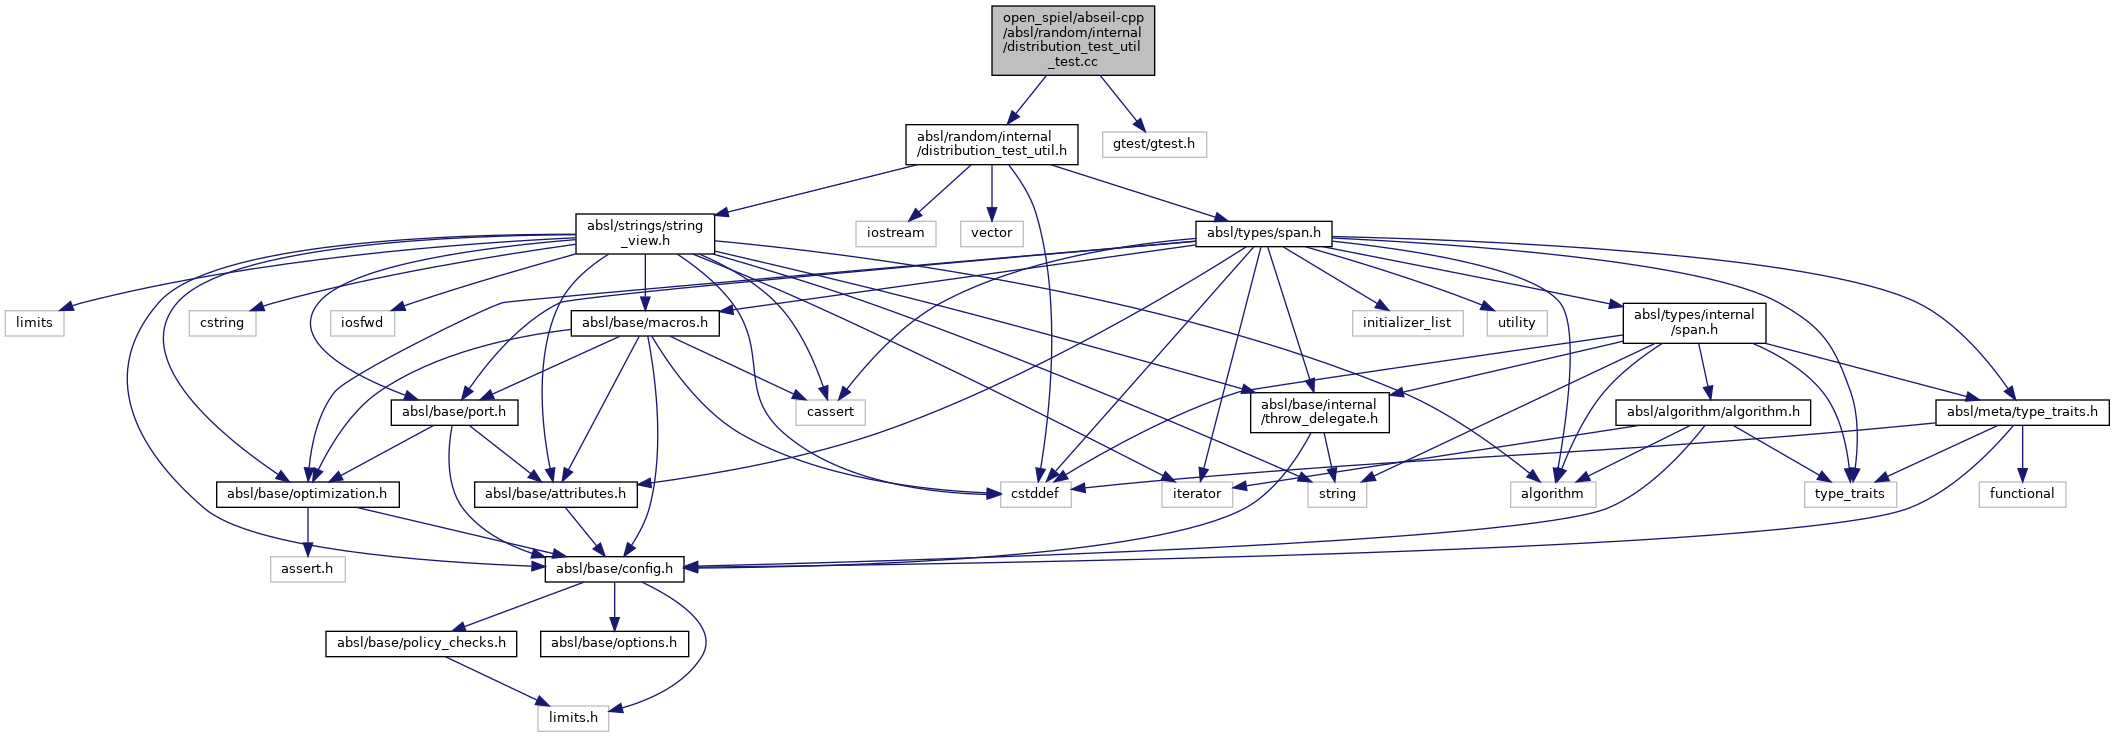 open_spiel/abseil-cpp
/absl/random/internal
/distribution_test_util
_test.cc
absl/random/internal
/distribution_test_util.h
gtest/gtest.h
absl/strings/string
_view.h
iostream
vector
absl/types/span.h
limits
cstring
iosfwd
absl/base/macros.h
initializer_list
utility
absl/types/internal
/span.h
absl/base/port.h
cassert
absl/base/internal
/throw_delegate.h
absl/algorithm/algorithm.h
absl/meta/type_traits.h
absl/base/optimization.h
absl/base/attributes.h
cstddef
iterator
string
algorithm
type_traits
functional
assert.h
absl/base/config.h
absl/base/policy_checks.h
absl/base/options.h
limits.h